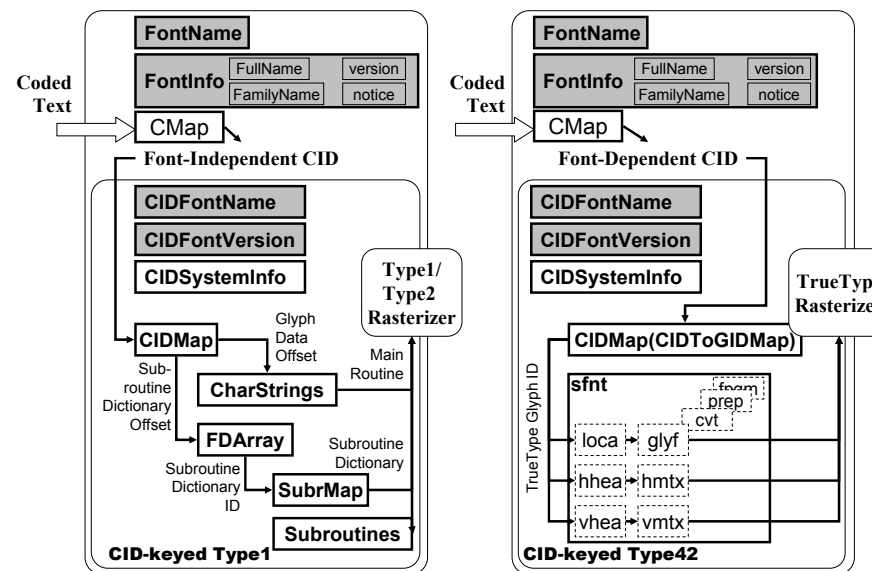 FontName
FontInfo
FullName
version
FamilyName
notice
Coded
Text
CMap
Font-Independent CID
CIDFontName
CIDFontVersion
CIDSystemInfo
Type1/
Type2
Rasterizer
CIDMap
Glyph
Data
Offset
Main
Routine
Sub-
routine
Dictionary
Offset
CharStrings
FDArray
Subroutine
Dictionary
Subroutine
Dictionary
ID
SubrMap
Subroutines
CID-keyed Type1
FontName
FontInfo
FullName
version
FamilyName
notice
Coded
Text
CMap
Font-Dependent CID
CIDFontName
CIDFontVersion
CIDSystemInfo
TrueTyp
Rasterize
CIDMap(CIDToGIDMap)
TrueType Glyph ID
sfnt
fpgm
prep
cvt
loca
glyf
hhea
hmtx
vhea
vmtx
CID-keyed Type42